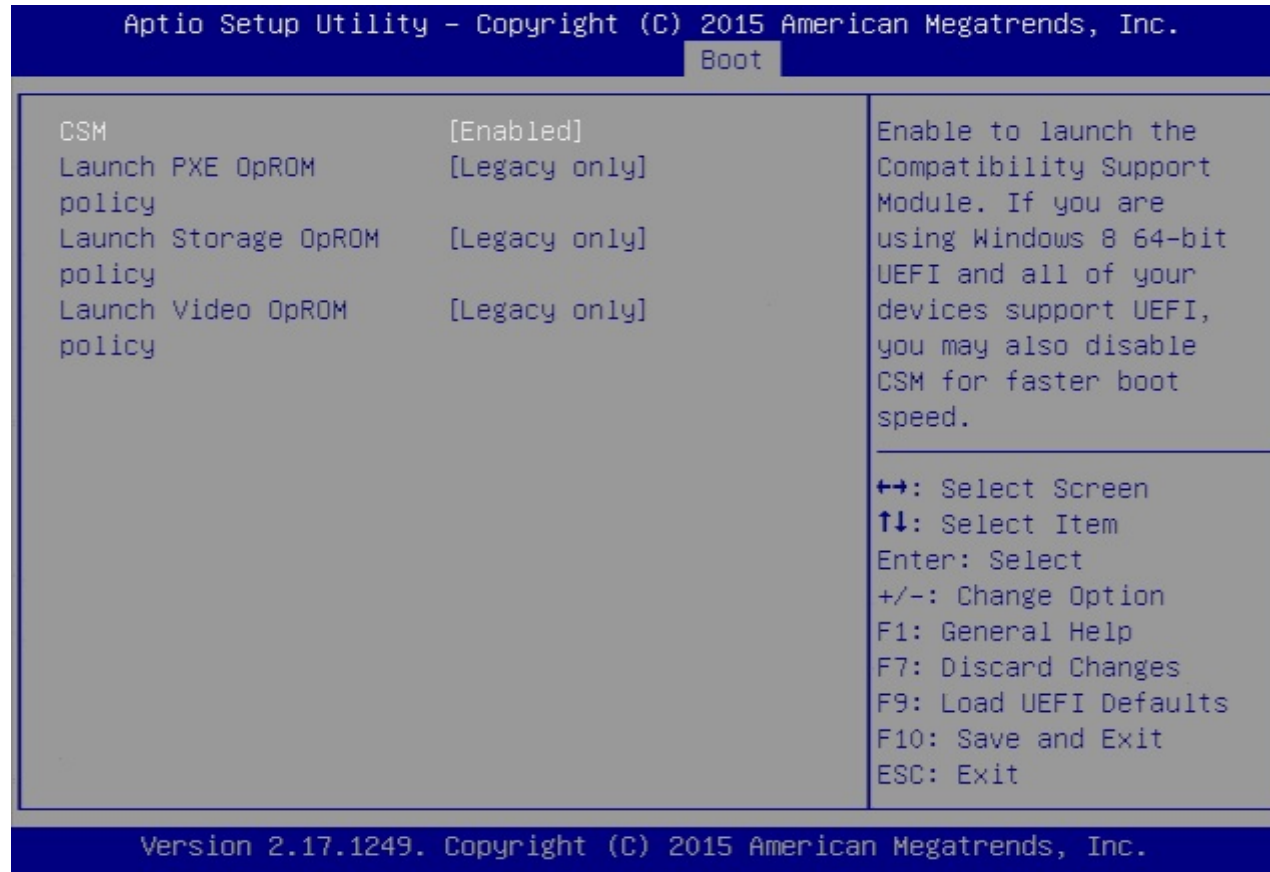 Aptio Setup Utility – Copyright (C) 2015 American Megatrends, Inc.
Boot
CSM [Enabled]
Launch PXE OpROM [Legacy only]
policy
Launch Storage OpROM [Legacy only]
policy
Launch Video OpROM [Legacy only]
policy
Enable to launch the
Compatibility Support
Module. If you are
using Windows 8 64-bit
UEFI and all of your
devices support UEFI,
you may also disable
CSM for faster boot
speed.
↔: Select Screen
↑↓: Select Item
Enter: Select
+/-: Change Option
F1: General Help
F7: Discard Changes
F9: Load UEFI Defaults
F10: Save and Exit
ESC: Exit
Version 2.17.1249. Copyright (C) 2015 American Megatrends, Inc.